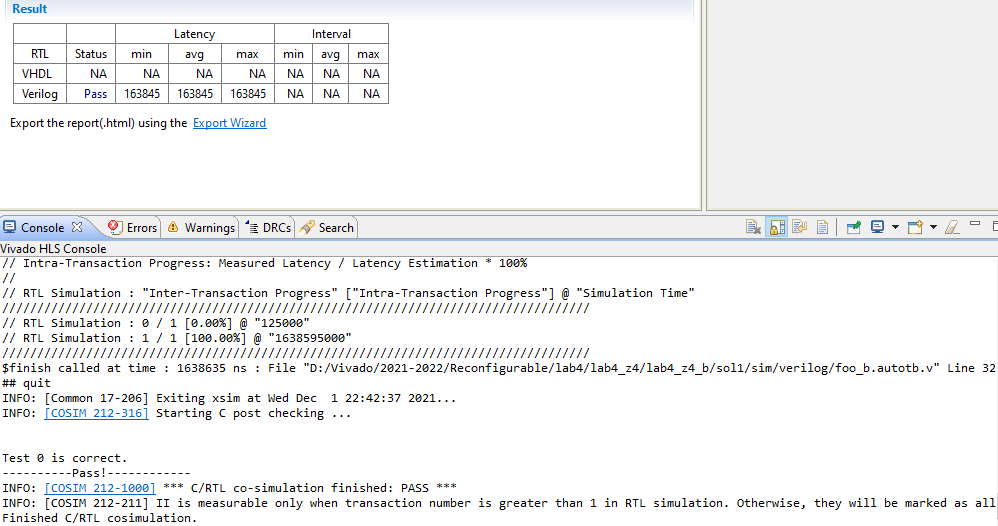 Result
Latency Interval
RTL Status min avg max min avg max
VHDL NA NA NA NA NA NA NA
Verilog Pass 163845 163845 163845 NA NA NA
Export the report(.html) using the Export Wizard
Console Errors Warnings DRCs Search
Vivado HLS Console
// Intra-Transaction Progress: Measured Latency / Latency Estimation * 100%
//
// RTL Simulation : "Inter-Transaction Progress" ["Intra-Transaction Progress"] @ "Simulation Time"
////////////////////////////////////////////////////////////////////////////////////
// RTL Simulation : 0 / 1 [0.00%] @ "125000"
// RTL Simulation : 1 / 1 [100.00%] @ "1638595000"
////////////////////////////////////////////////////////////////////////////////////
$finish called at time : 1638635 ns : File "D:/Vivado/2021-2022/Reconfigurable/lab4/lab4_z4/lab4_z4_b/sol1/sim/verilog/foo_b.autotb.v" Line 32
## quit
INFO: [Common 17-206] Exiting xsim at Wed Dec  1 22:42:37 2021...
INFO: [COSIM 212-316] Starting C post checking ...
Test 0 is correct.
----------Pass!------------
INFO: [COSIM 212-1000] *** C/RTL co-simulation finished: PASS ***
INFO: [COSIM 212-211] II is measurable only when transaction number is greater than 1 in RTL simulation. Otherwise, they will be marked as all
Finished C/RTL cosimulation.